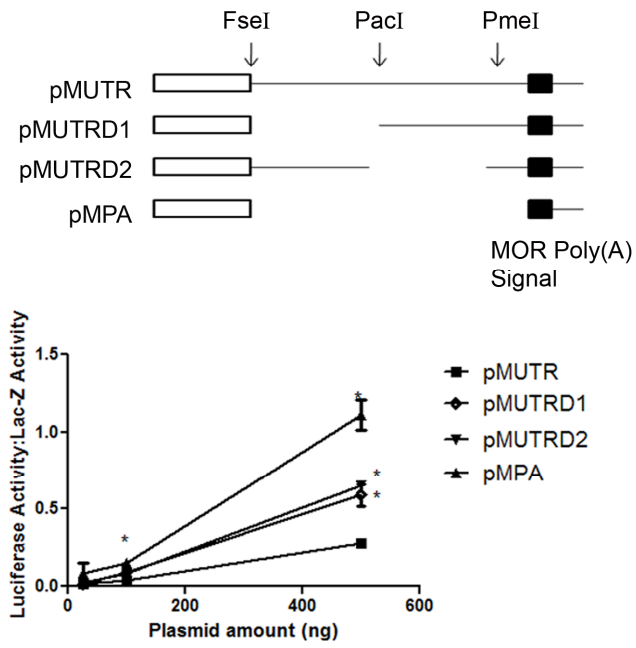 FseI PacI PmeI
pMUTR
pMUTRD1
pMUTRD2
pMPA
MOR Poly(A)
Signal
Luciferase Activity:Lac-Z Activity
1.5
1.0
0.5
0.0
0 200 400 600
Plasmid amount (ng)
*
*
*
*
pMUTR
pMUTRD1
pMUTRD2
pMPA